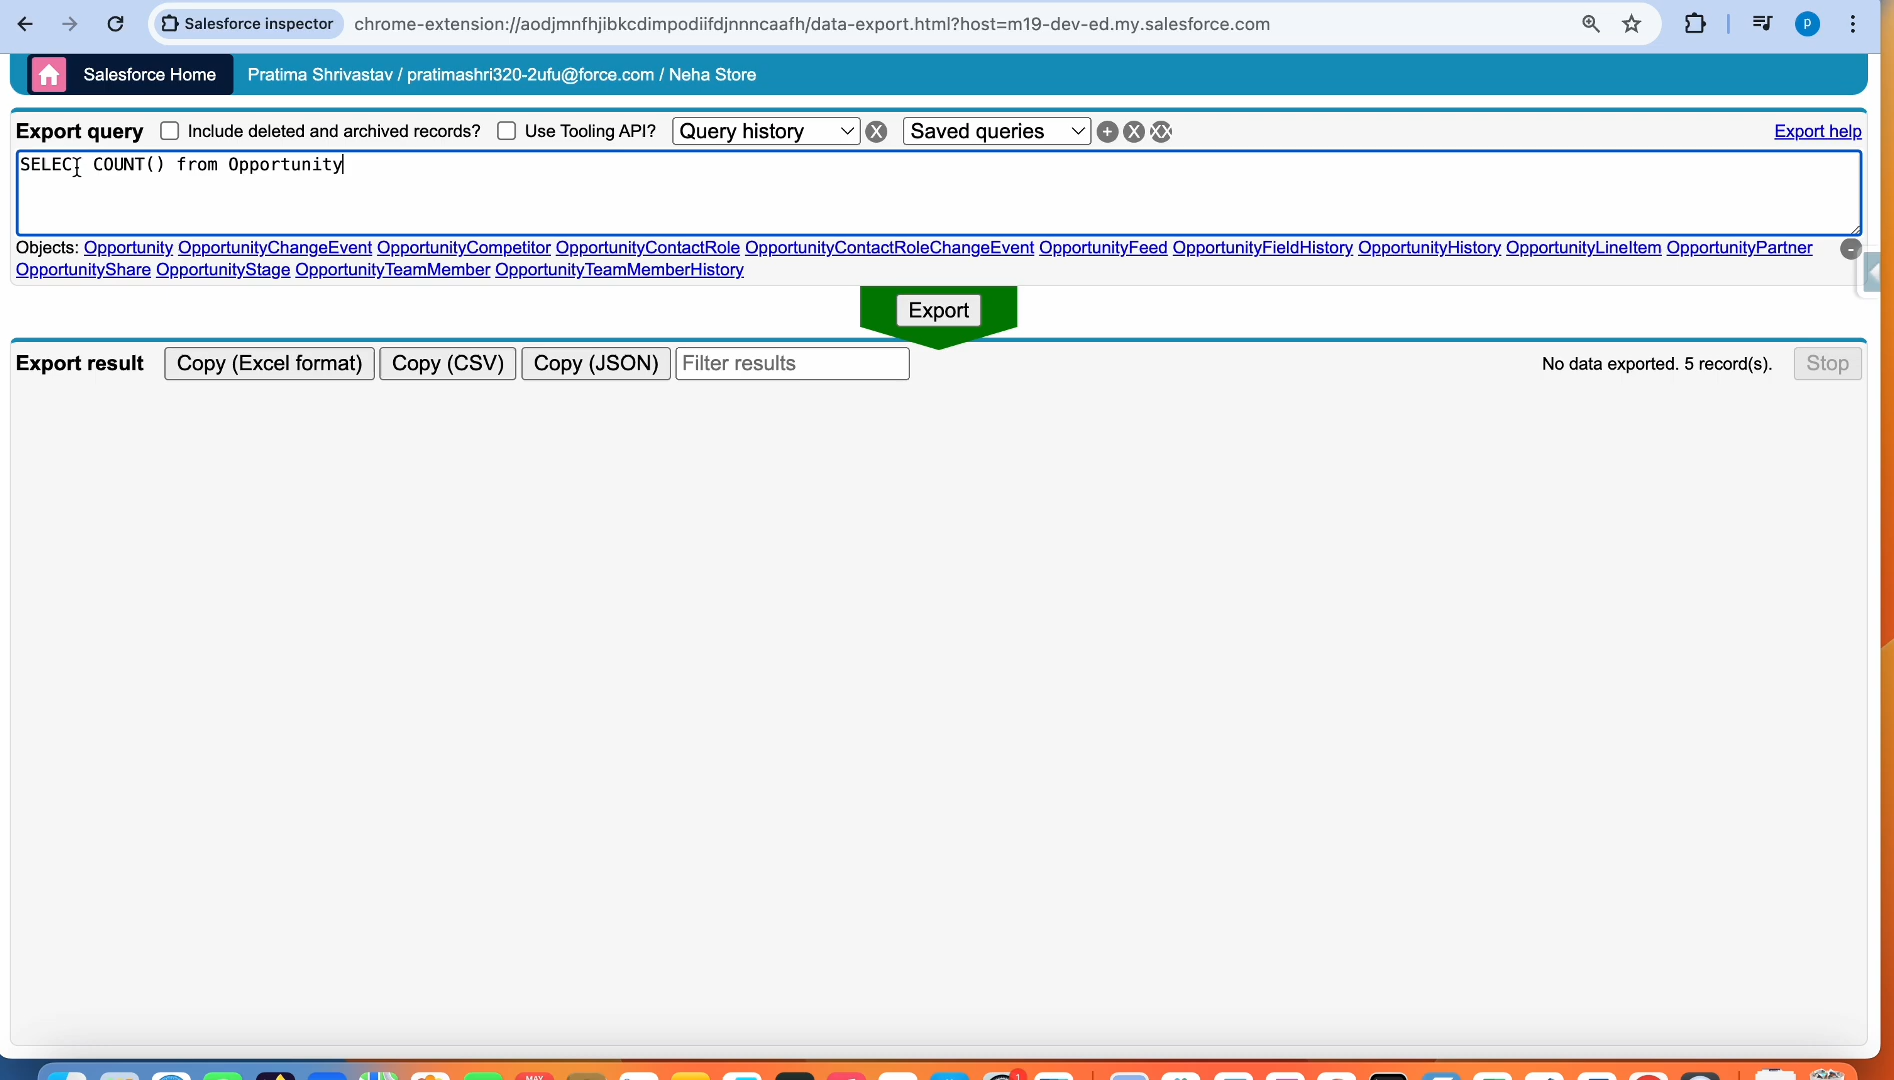 Salesforce inspector chrome-extension://aodjmnfhjibkcdimpodiifdjnnncaafh/data-export.html?host=m19-dev-ed.my.salesforce.com P
Salesforce Home Pratima Shrivastav / pratimashri320-2ufu@force.com / Neha Store
Export query Include deleted and archived records? Use Tooling API? Query history X Saved queries + X XX Export help
SELECT COUNT() from Opportunity
Objects: Opportunity OpportunityChangeEvent OpportunityCompetitor OpportunityContactRole OpportunityContactRoleChangeEvent OpportunityFeed OpportunityFieldHistory OpportunityHistory OpportunityLineItem OpportunityPartner -
OpportunityShare OpportunityStage OpportunityTeamMember OpportunityTeamMemberHistory
Export
Export result Copy (Excel format) Copy (CSV) Copy (JSON) Filter results No data exported. 5 record(s). Stop
MAY 1